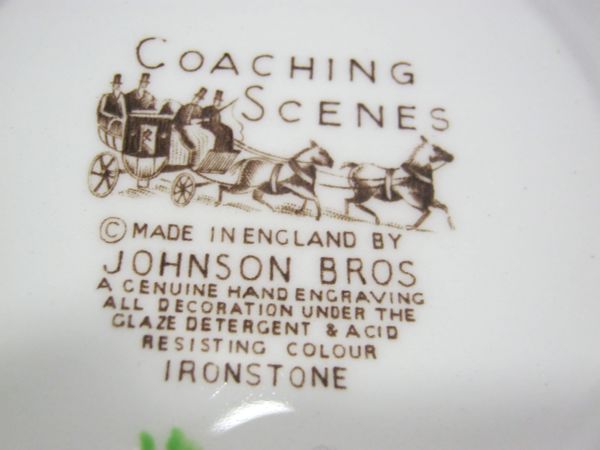 COACHING
SCENES
© MADE IN ENGLAND BY
JOHNSON BROS
A GENUINE HAND ENGRAVING
ALL DECORATION UNDER THE
GLAZE DETERGENT & ACID
RESISTING COLOUR
IRONSTONE